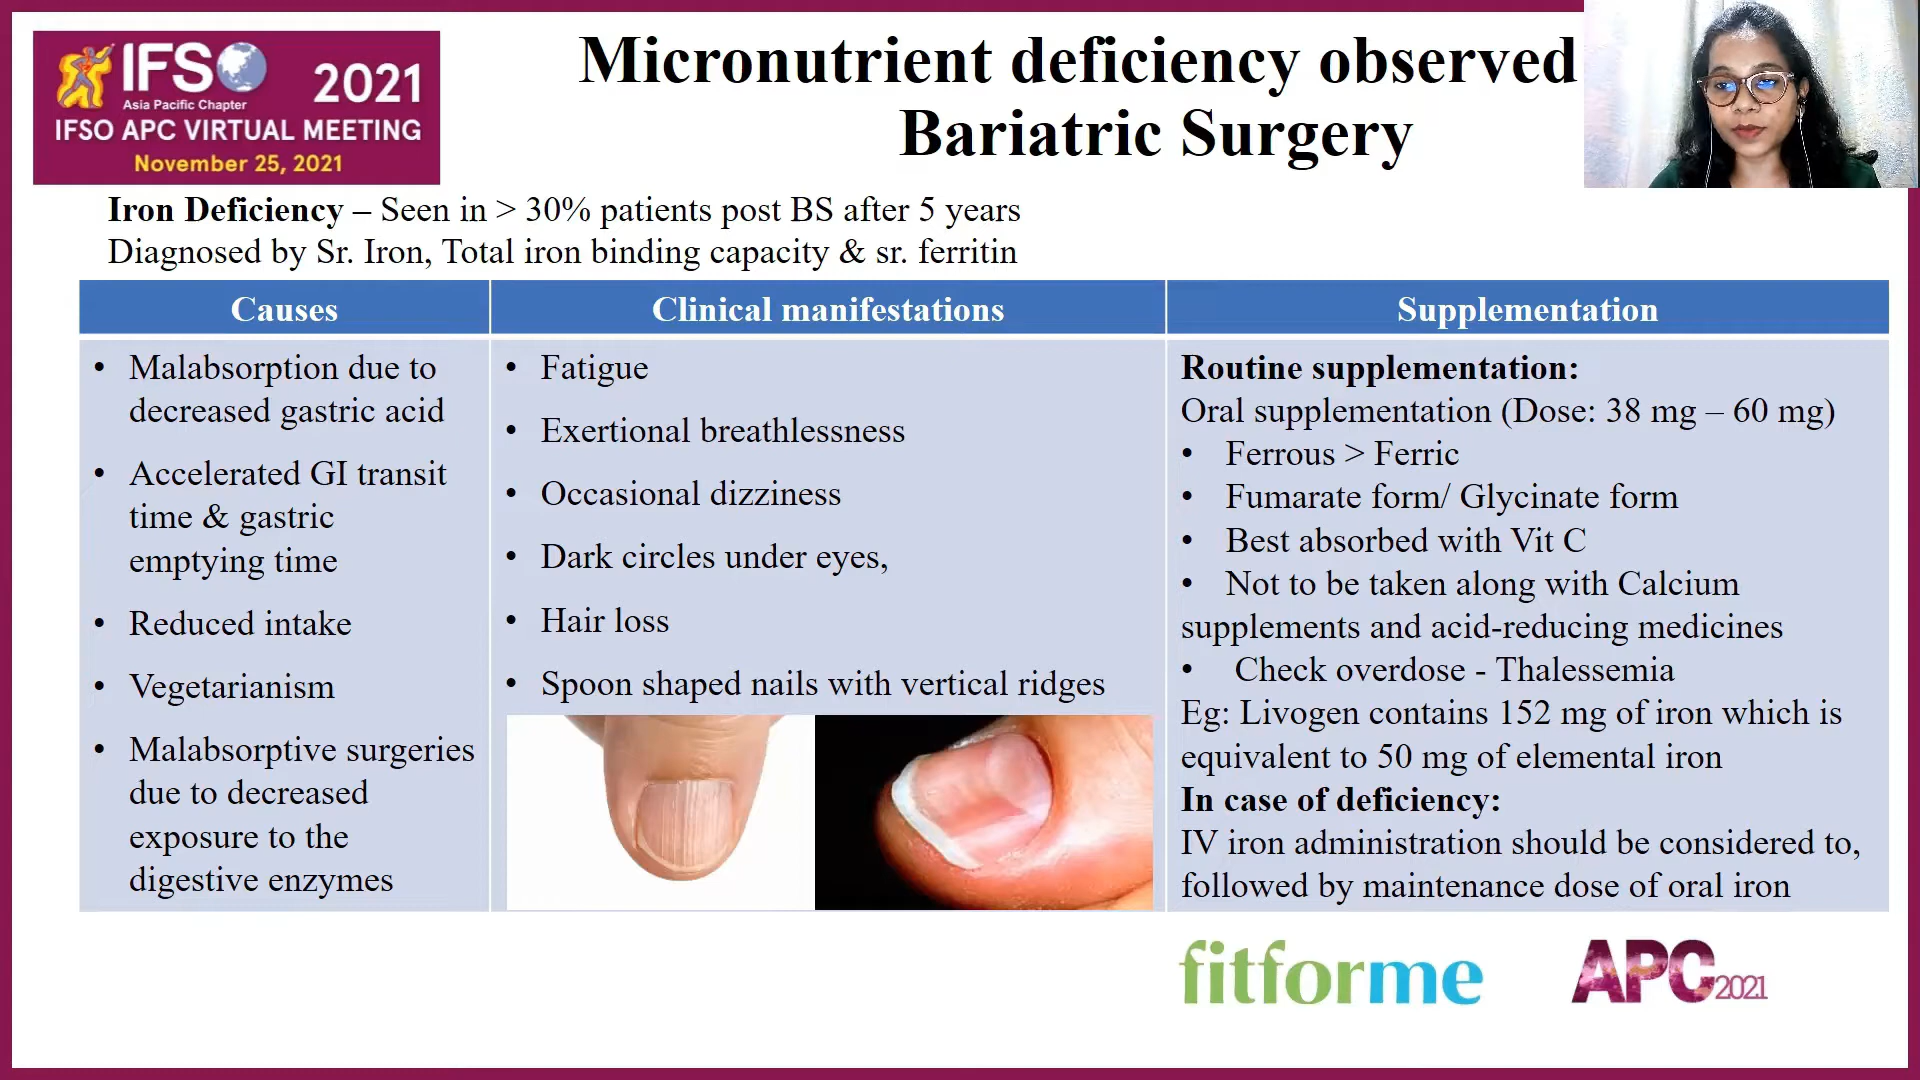 IFSO
Asia Pacific Chapter
2021
IFSO APC VIRTUAL MEETING
November 25, 2021
Micronutrient deficiency observed
Bariatric Surgery
Iron Deficiency – Seen in > 30% patients post BS after 5 years
Diagnosed by Sr. Iron, Total iron binding capacity & sr. ferritin
Causes
• Malabsorption due to
decreased gastric acid
• Accelerated GI transit
time & gastric
emptying time
• Reduced intake
• Vegetarianism
• Malabsorptive surgeries
due to decreased
exposure to the
digestive enzymes
Clinical manifestations
• Fatigue
• Exertional breathlessness
• Occasional dizziness
• Dark circles under eyes,
• Hair loss
• Spoon shaped nails with vertical ridges
Supplementation
Routine supplementation:
Oral supplementation (Dose: 38 mg – 60 mg)
• Ferrous > Ferric
• Fumarate form/ Glycinate form
• Best absorbed with Vit C
• Not to be taken along with Calcium
supplements and acid-reducing medicines
• Check overdose - Thalessemia
Eg: Livogen contains 152 mg of iron which is
equivalent to 50 mg of elemental iron
In case of deficiency:
IV iron administration should be considered to,
followed by maintenance dose of oral iron
fitforme
APC 2021